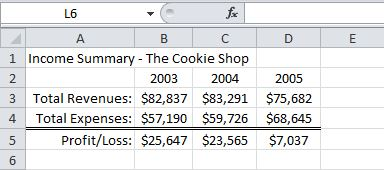 L6 fx
A B C D E
1 Income Summary - The Cookie Shop
2 2003 2004 2005
3 Total Revenues: $82,837 $83,291 $75,682
4 Total Expenses: $57,190 $59,726 $68,645
5 Profit/Loss: $25,647 $23,565 $7,037
6